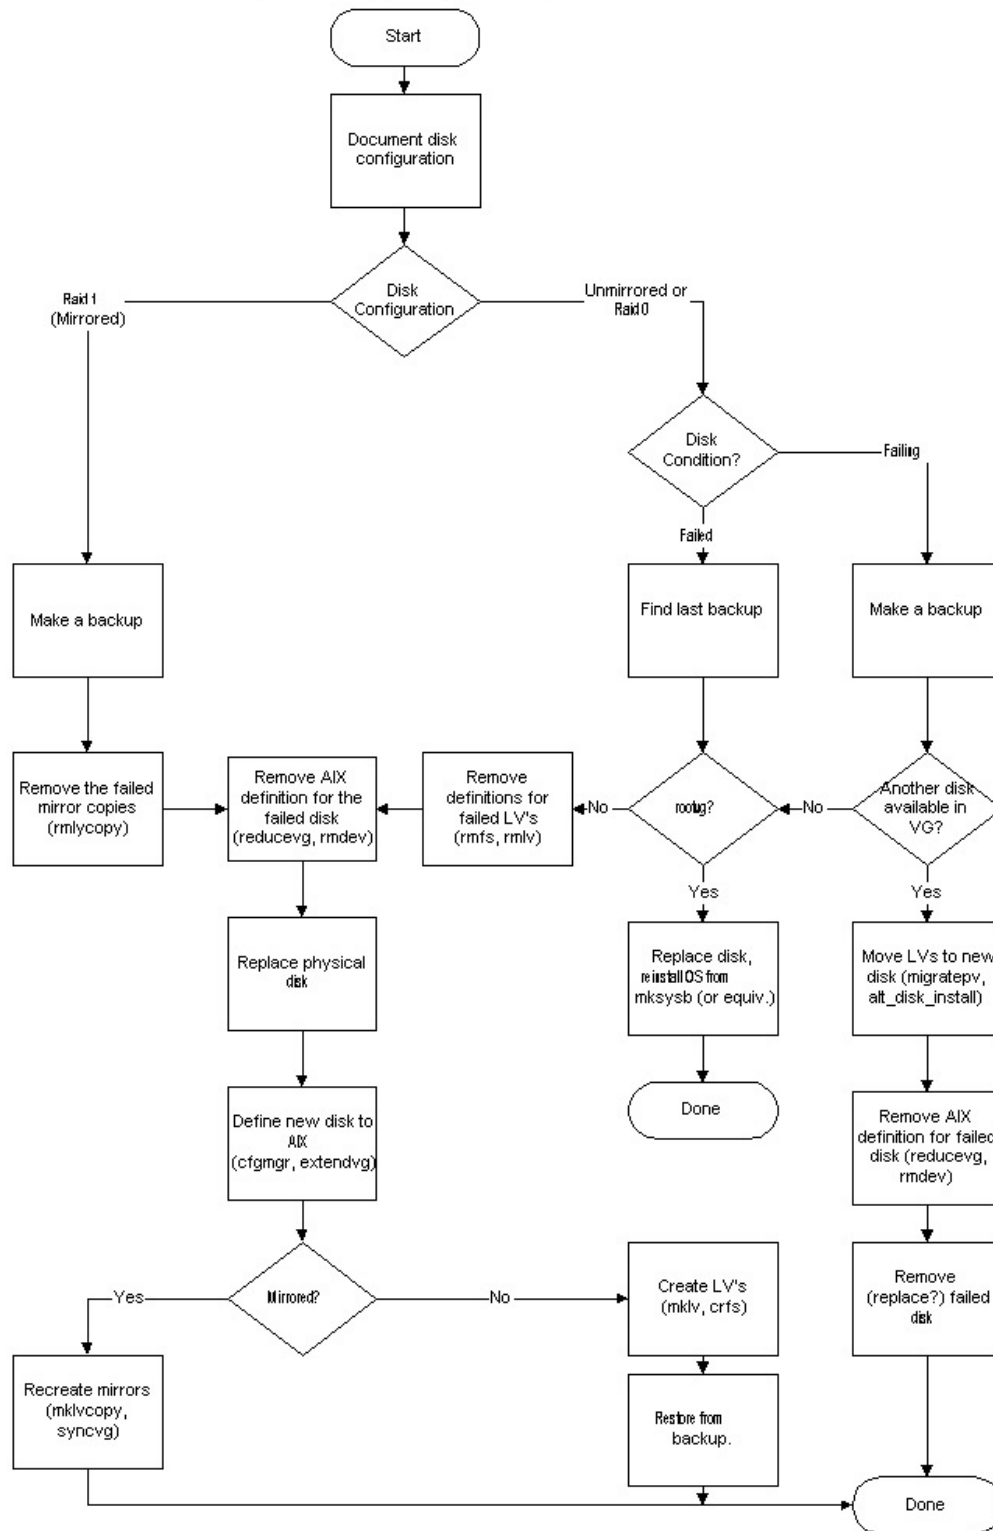 Start
Document disk
configuration
Disk
Configuration
Raid 1
(Mirrored)
Unmirrored or
Raid 0
Disk
Condition?
Failing
Failed
Make a backup
Find last backup
Make a backup
Remove the failed
mirror copies
(rmlycopy)
Remove AIX
definition for the
failed disk
(reducevg, rmdev)
Remove
definitions for
failed LV's
(rmfs, rmlv)
No
rootvg?
No
Another disk
available in
VG?
Yes
Yes
Replace physical
disk
Replace disk,
reinstall OS from
mksysb (or equiv.)
Move LVs to new
disk (migratepv,
alt_disk_install)
Define new disk to
AIX
(cfgmgr, extendvg)
Done
Remove AIX
definition for failed
disk (reducevg,
rmdev)
Yes
Mirrored?
No
Create LV's
(mklv, crfs)
Remove
(replace?) failed
disk
Recreate mirrors
(mklvcopy,
syncvg)
Restore from
backup.
Done